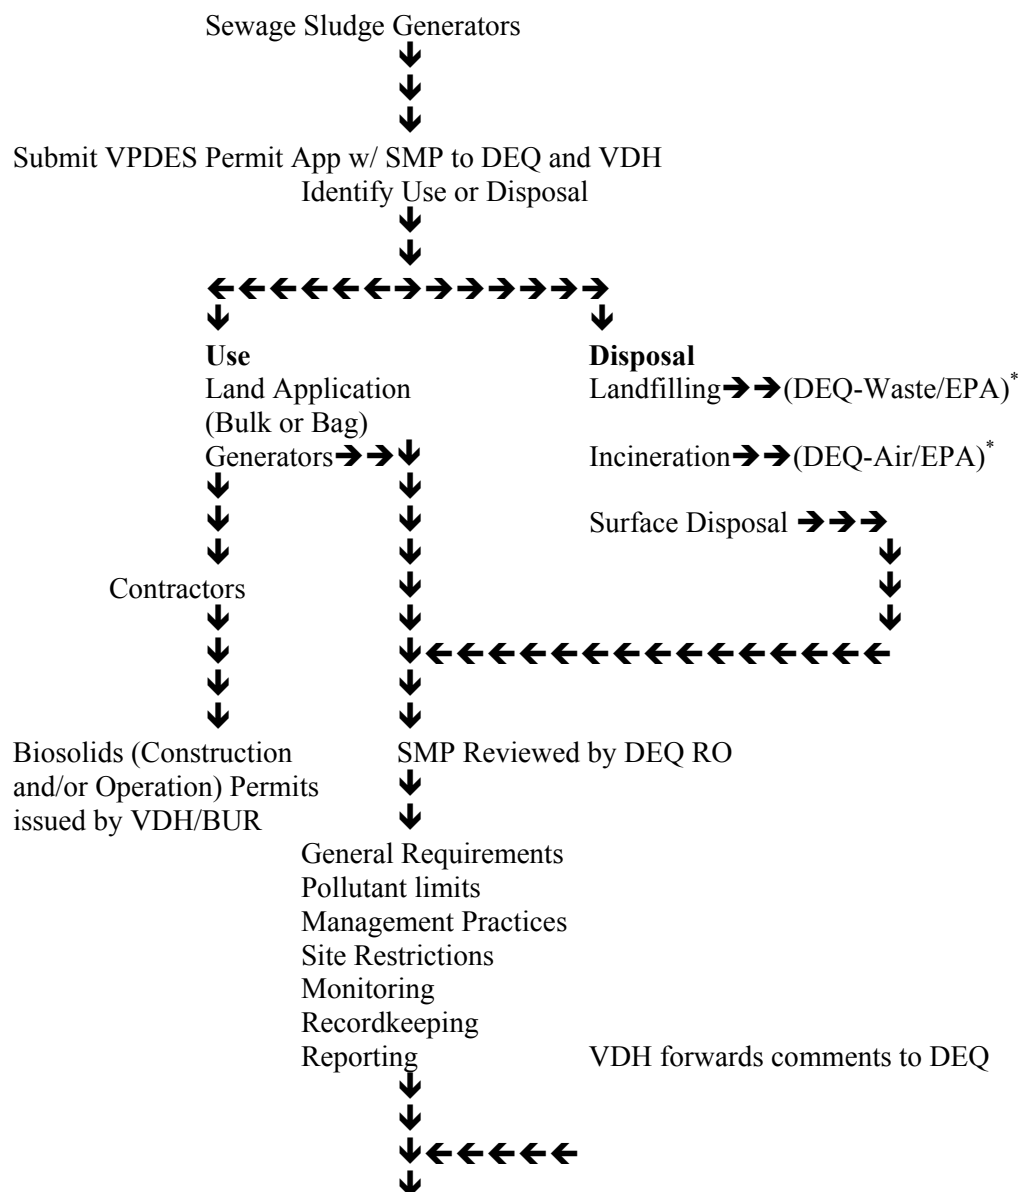 Sewage Sludge Generators
Submit VPDES Permit App w/ SMP to DEQ and VDH
Identify Use or Disposal
Use
Disposal
Land Application
Landfilling➔➔(DEQ-Waste/EPA)*
(Bulk or Bag)
Generators➔➔
Incineration➔➔(DEQ-Air/EPA)*
Surface Disposal ➔➔➔
Contractors
Biosolids (Construction
and/or Operation) Permits
issued by VDH/BUR
SMP Reviewed by DEQ RO
General Requirements
Pollutant limits
Management Practices
Site Restrictions
Monitoring
Recordkeeping
Reporting
VDH forwards comments to DEQ